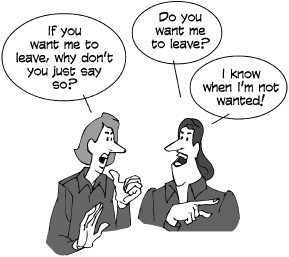 If you
want me to
leave, why don't
you just say
so?
Do you
want me
to leave?
I know
when I'm not
wanted!